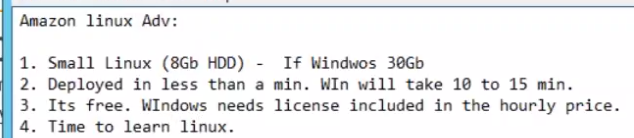 Amazon linux Adv:
1. Small Linux (8Gb HDD) - If Windwos 30Gb
2. Deployed in less than a min. WIn will take 10 to 15 min.
3. Its free. WIndows needs license included in the hourly price.
4. Time to learn linux.